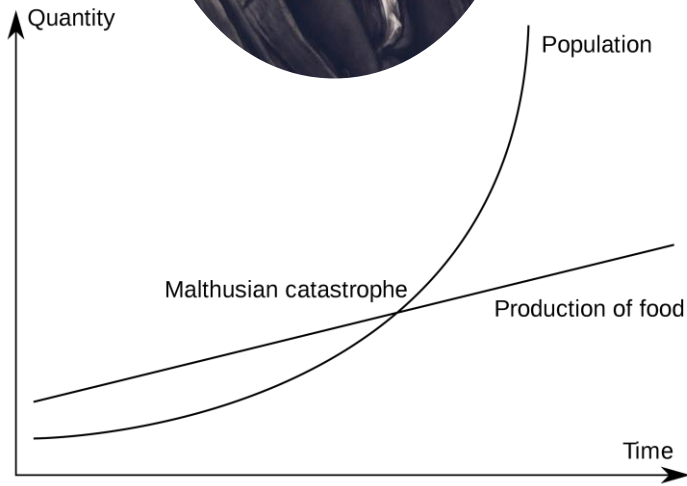 Quantity
Population
Malthusian catastrophe
Production of food
Time